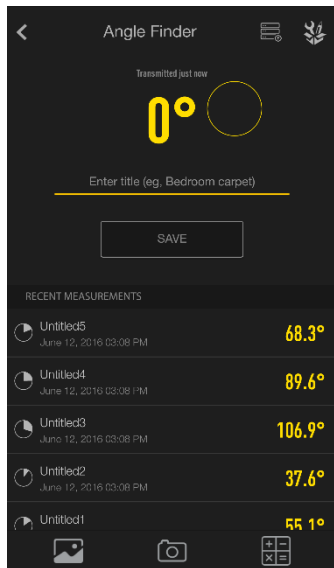 Angle Finder
Transmitted just now
0°
Enter title (eg, Bedroom carpet)
SAVE
RECENT MEASUREMENTS
Untitled5
June 12, 2016 03:08 PM
68.3°
Untitled4
June 12, 2016 03:08 PM
89.6°
Untitled3
June 12, 2016 03:08 PM
106.9°
Untitled2
June 12, 2016 03:08 PM
37.6°
Untitled1
55.1°
+ −
× =